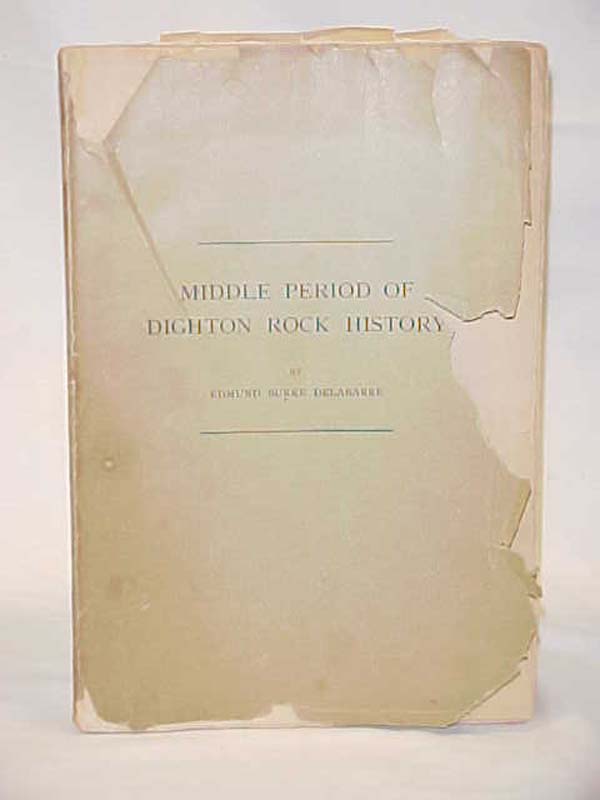 MIDDLE PERIOD OF
DIGHTON ROCK HISTORY
BY
EDMUND BURKE DELABARRE